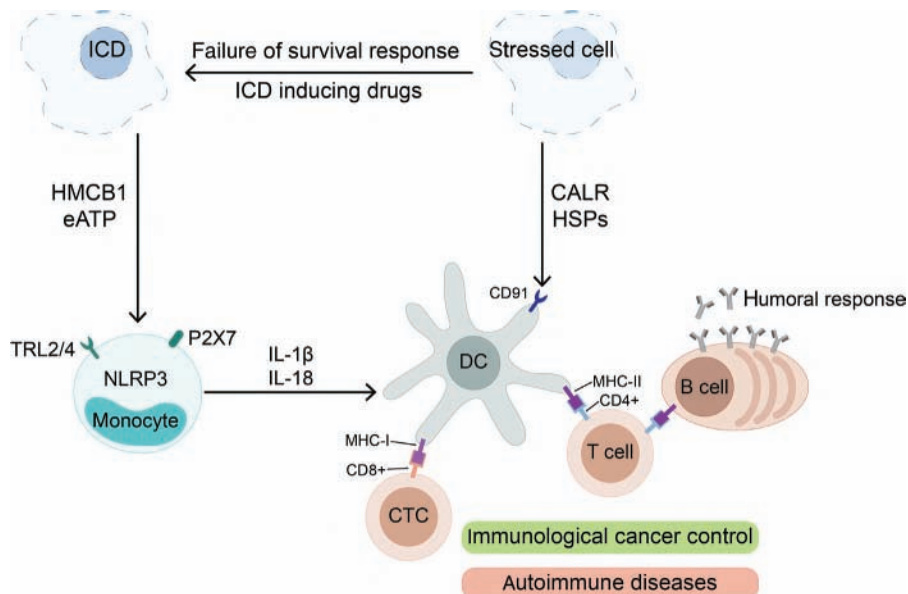 ICD
Failure of survival response
ICD inducing drugs
Stressed cell
HMCB1
eATP
CALR
HSPs
CD91
Humoral response
TRL2/4
P2X7
NLRP3
Monocyte
IL-1β
IL-18
DC
MHC-II
CD4+
B cell
T cell
MHC-I
CD8+
CTC
Immunological cancer control
Autoimmune diseases